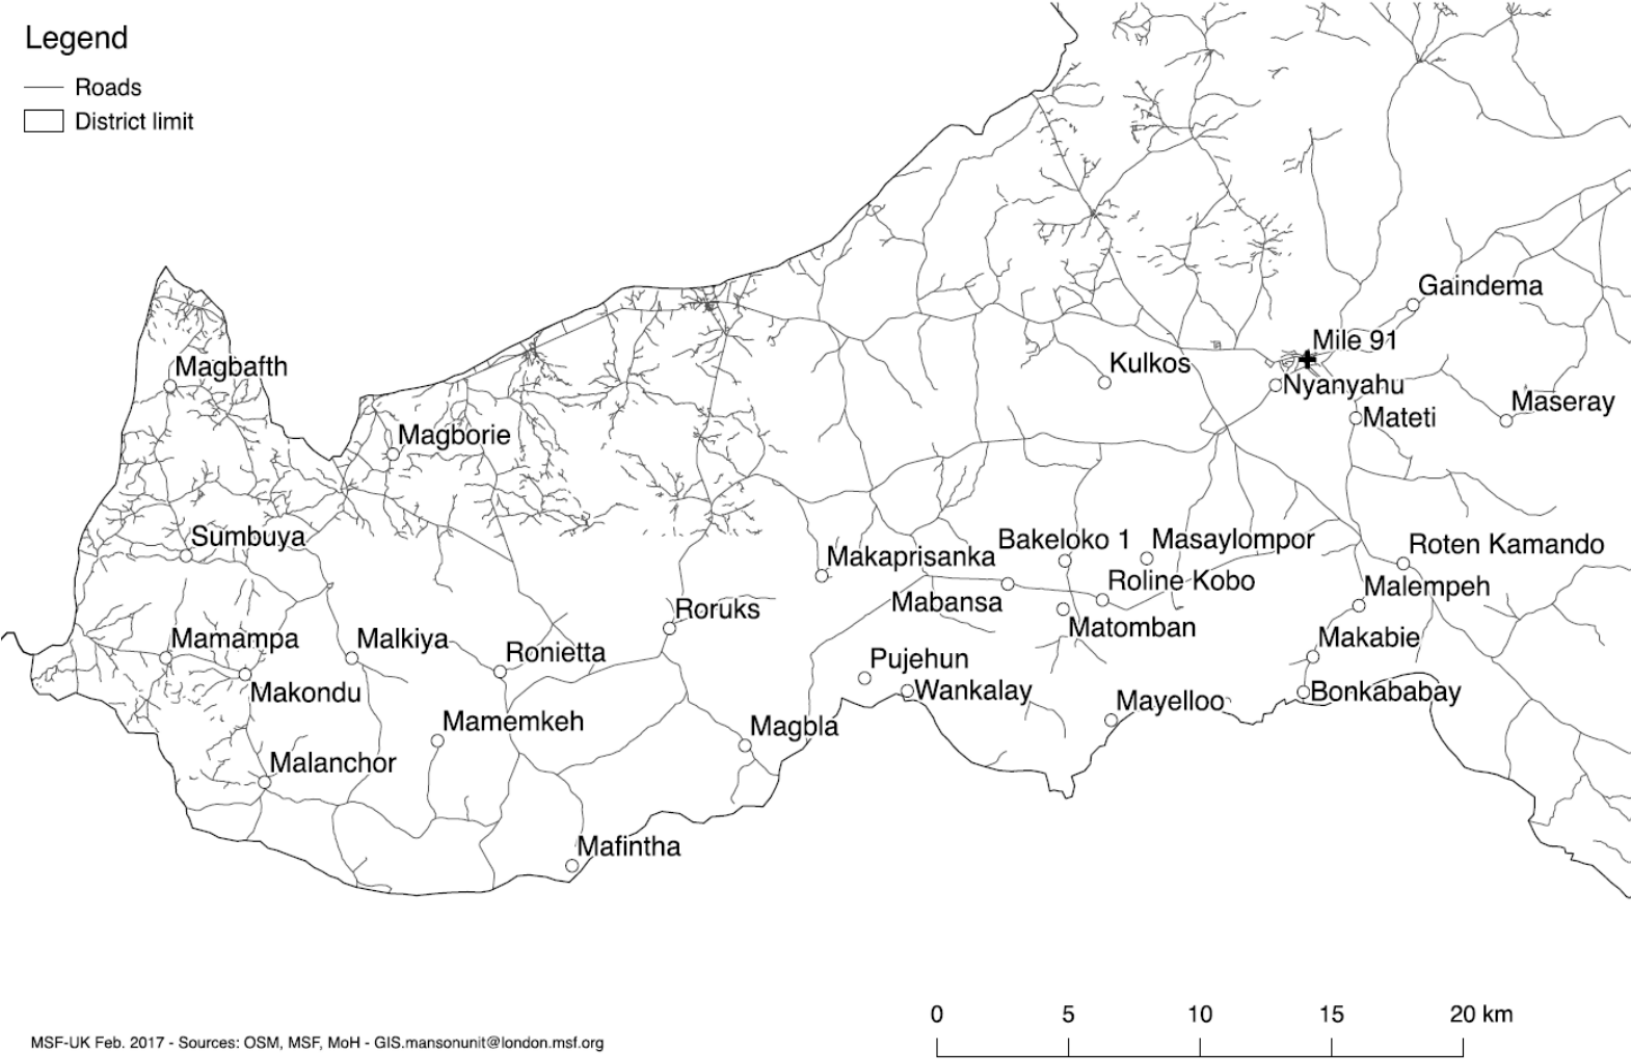 Legend
Roads
District limit
Gaindema
Mile 91
Kulkos
Magbafth
Nyanyahu
Maseray
Mateti
Magborie
Sumbuya
Bakeloko 1
Masaylompor
Roten Kamando
Makaprisanka
Roline Kobo
Malempeh
Mabansa
Roruks
Matomban
Mamampa
Malkiya
Makabie
Ronietta
Pujehun
Makondu
Wankalay
Bonkababay
Mayelloo
Mamemkeh
Magbla
Malanchor
Mafintha
0 5 10 15 20 km
MSF-UK Feb. 2017 - Sources: OSM, MSF, MoH - GIS.mansonunit@london.msf.org